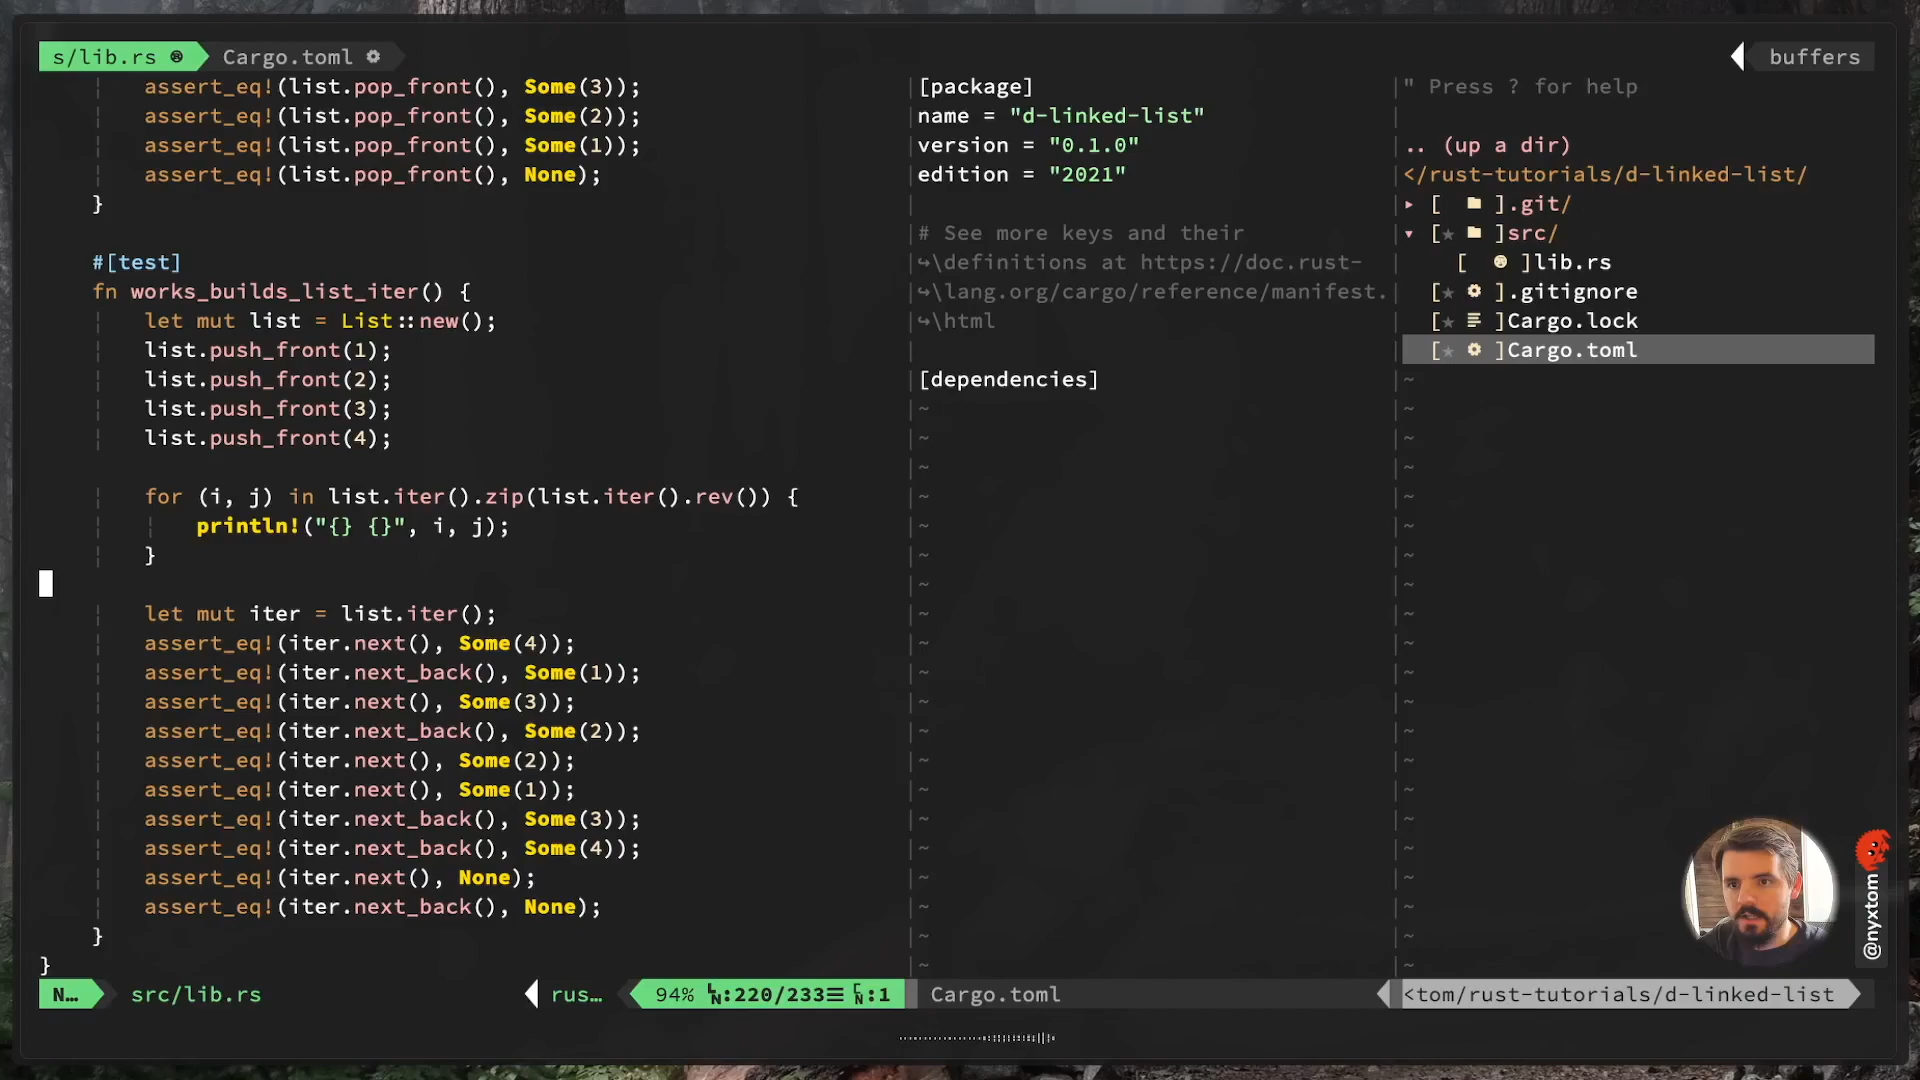 s/lib.rs
Cargo.toml
buffers
assert_eq!(list.pop_front(), Some(3));
assert_eq!(list.pop_front(), Some(2));
assert_eq!(list.pop_front(), Some(1));
assert_eq!(list.pop_front(), None);
}
#[test]
fn works_builds_list_iter() {
let mut list = List::new();
list.push_front(1);
list.push_front(2);
list.push_front(3);
list.push_front(4);
for (i, j) in list.iter().zip(list.iter().rev()) {
println!("{} {}", i, j);
}
let mut iter = list.iter();
assert_eq!(iter.next(), Some(4));
assert_eq!(iter.next_back(), Some(1));
assert_eq!(iter.next(), Some(3));
assert_eq!(iter.next_back(), Some(2));
assert_eq!(iter.next(), Some(2));
assert_eq!(iter.next(), Some(1));
assert_eq!(iter.next_back(), Some(3));
assert_eq!(iter.next_back(), Some(4));
assert_eq!(iter.next(), None);
assert_eq!(iter.next_back(), None);
}
}
[package]
name = "d-linked-list"
version = "0.1.0"
edition = "2021"
# See more keys and their
↪\definitions at https://doc.rust-
↪\lang.org/cargo/reference/manifest.
↪\html
[dependencies]
" Press ? for help
.. (up a dir)
</rust-tutorials/d-linked-list/
▸ [ ].git/
▾ [★ ]src/
[ ]lib.rs
[★ ].gitignore
[★ ]Cargo.lock
[★ ]Cargo.toml
@nyxtom
N… src/lib.rs
rus…
94% LN:220/233☰ CN:1
Cargo.toml
<tom/rust-tutorials/d-linked-list